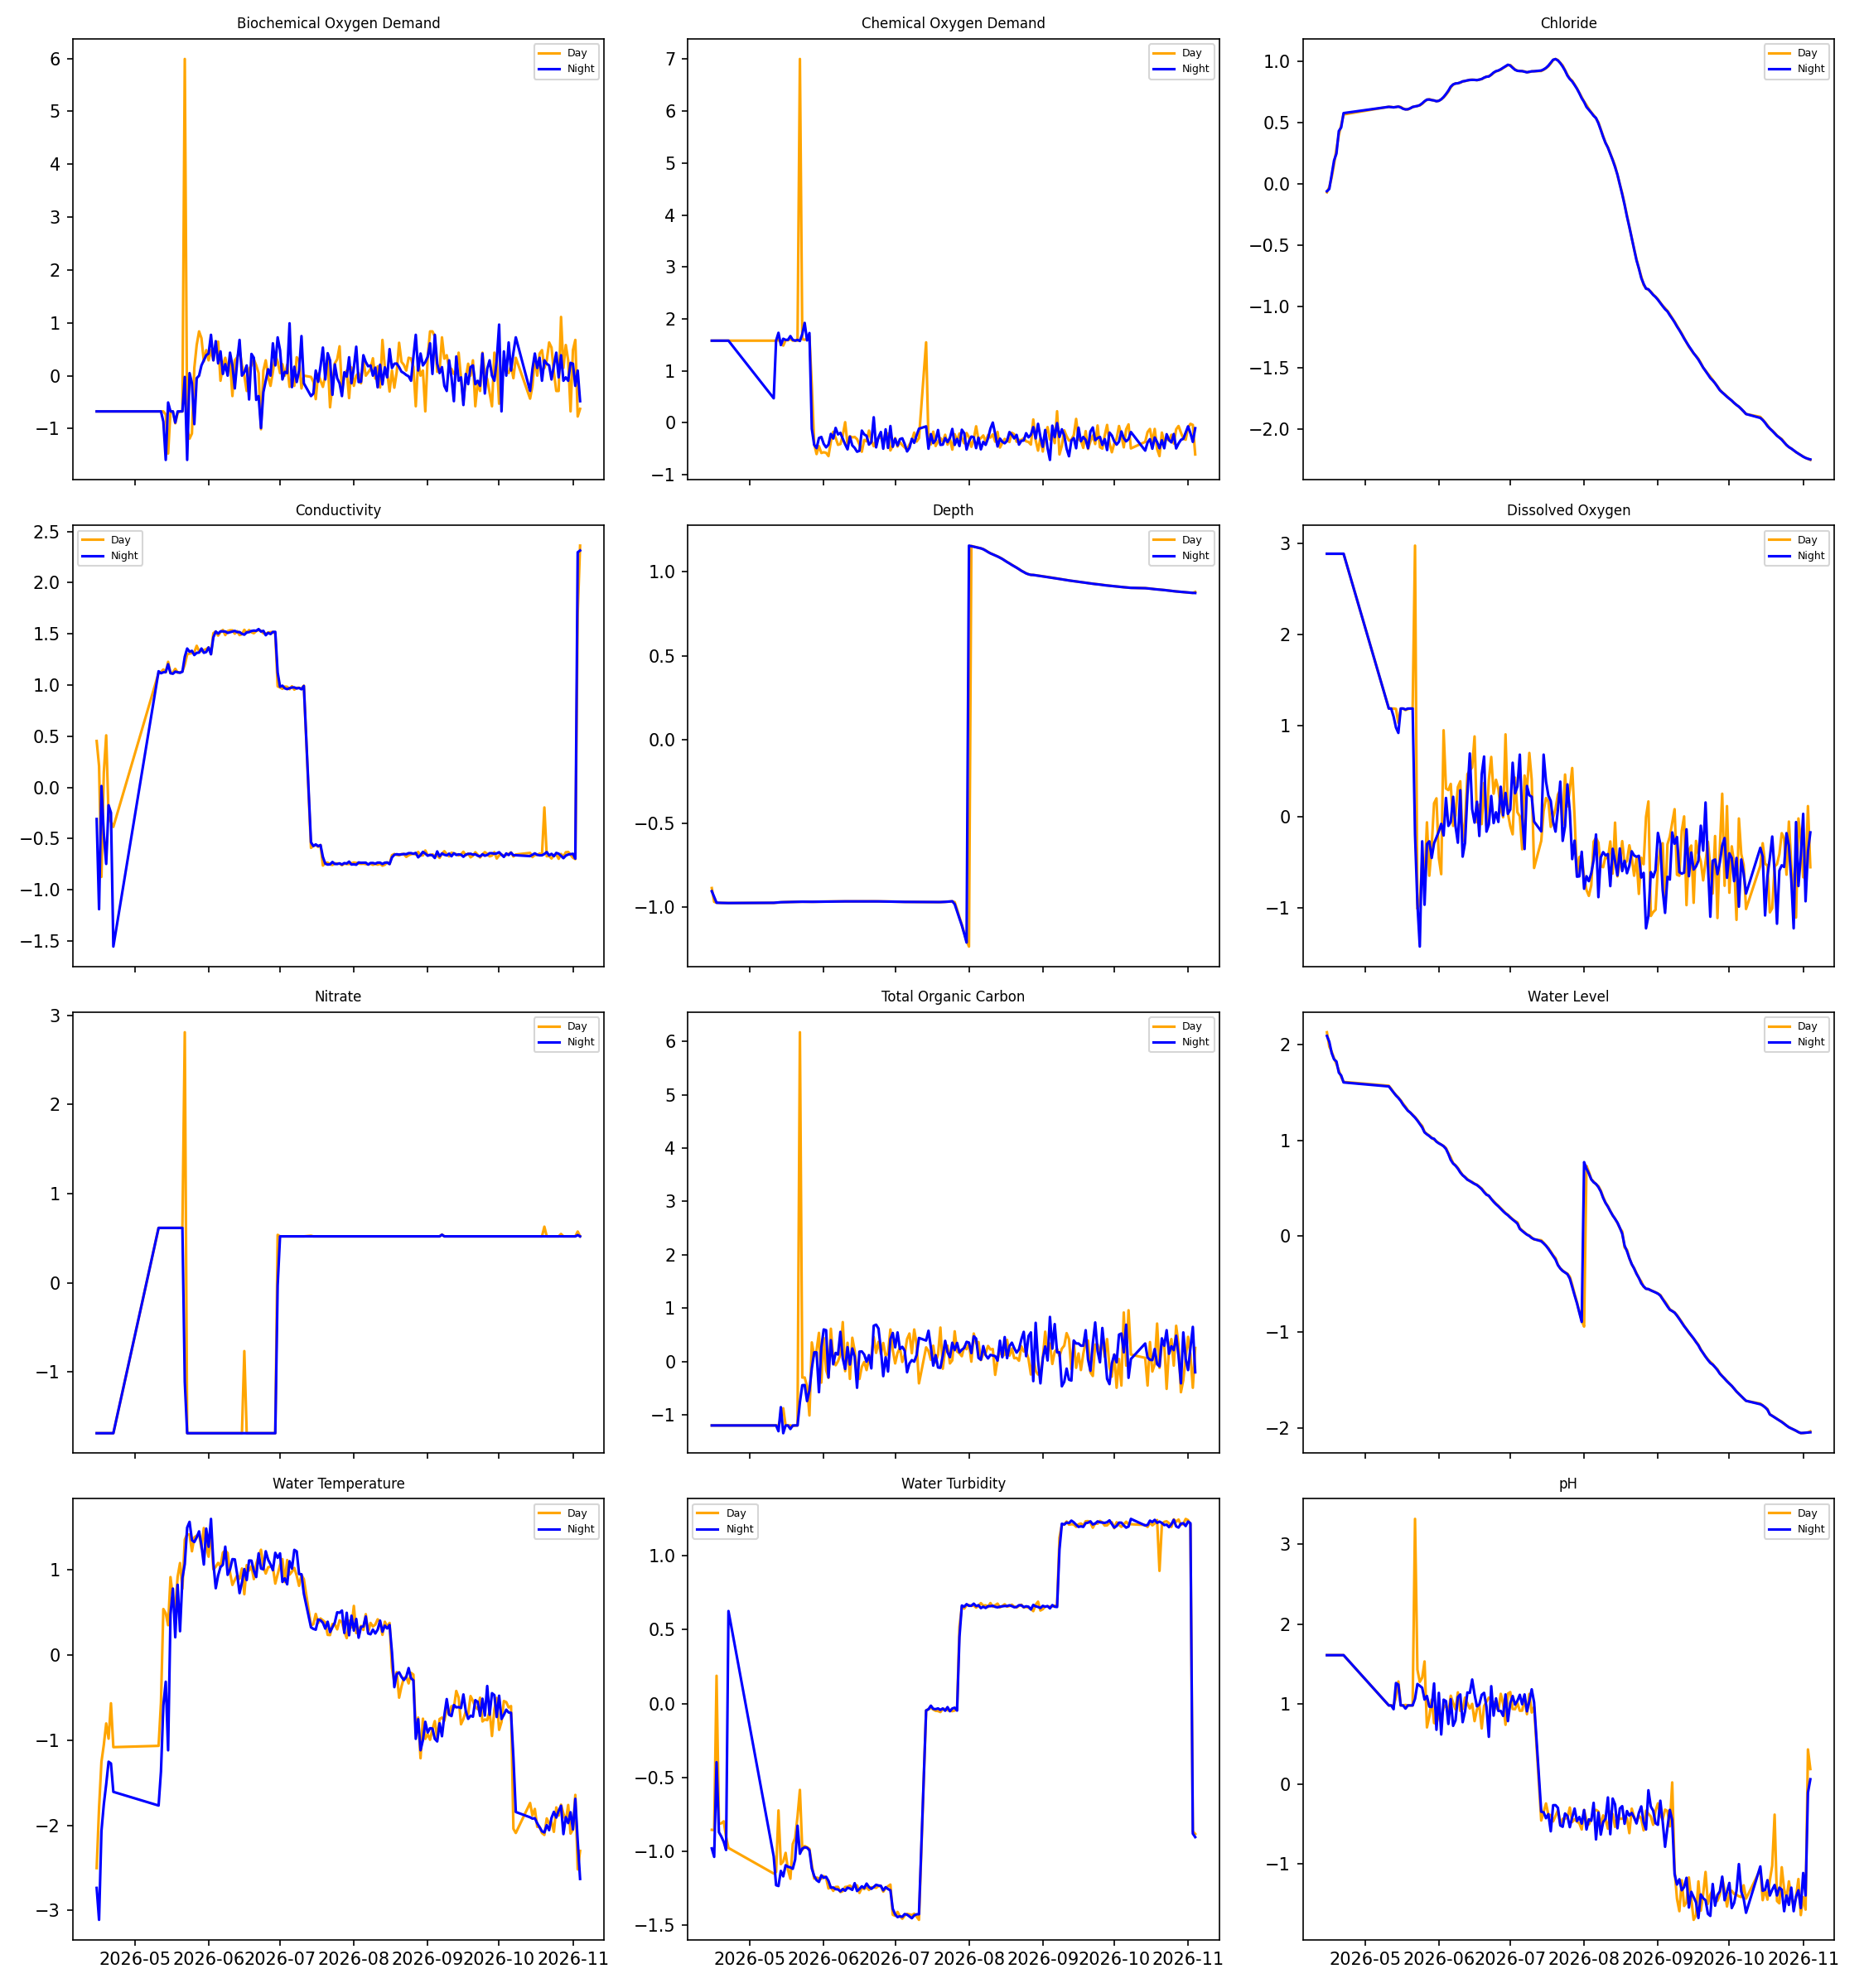 Biochemical Oxygen Demand
6
5
4
3
2
1
0
−1
Day
Night
Chemical Oxygen Demand
7
6
5
4
3
2
1
0
−1
Day
Night
Chloride
1.0
0.5
0.0
−0.5
−1.0
−1.5
−2.0
Day
Night
Conductivity
2.5
2.0
1.5
1.0
0.5
0.0
−0.5
−1.0
−1.5
Day
Night
Depth
1.0
0.5
0.0
−0.5
−1.0
Day
Night
Dissolved Oxygen
3
2
1
0
−1
Day
Night
Nitrate
3
2
1
0
−1
Day
Night
Total Organic Carbon
6
5
4
3
2
1
0
−1
Day
Night
Water Level
2
1
0
−1
−2
Day
Night
Water Temperature
1
0
−1
−2
−3
Day
Night
2026-05 2026-06 2026-07 2026-08 2026-09 2026-10 2026-11
Water Turbidity
1.0
0.5
0.0
−0.5
−1.0
−1.5
Day
Night
2026-05 2026-06 2026-07 2026-08 2026-09 2026-10 2026-11
pH
3
2
1
0
−1
Day
Night
2026-05 2026-06 2026-07 2026-08 2026-09 2026-10 2026-11